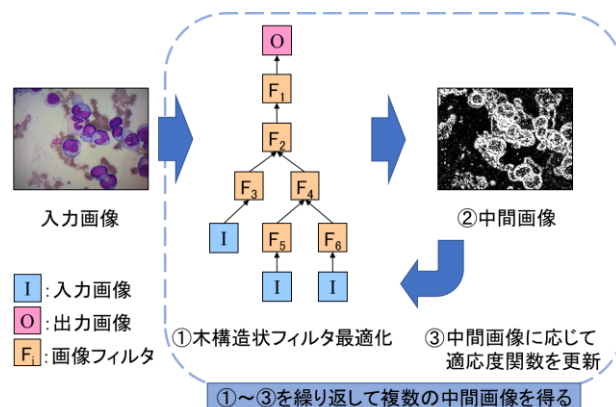 O
F1
F2
F3 F4
I F5 F6
I I
入力画像
②中間画像
I:入力画像
O:出力画像
Fi:画像フィルタ
①木構造状フィルタ最適化
③中間画像に応じて
適応度関数を更新
①~③を繰り返して複数の中間画像を得る